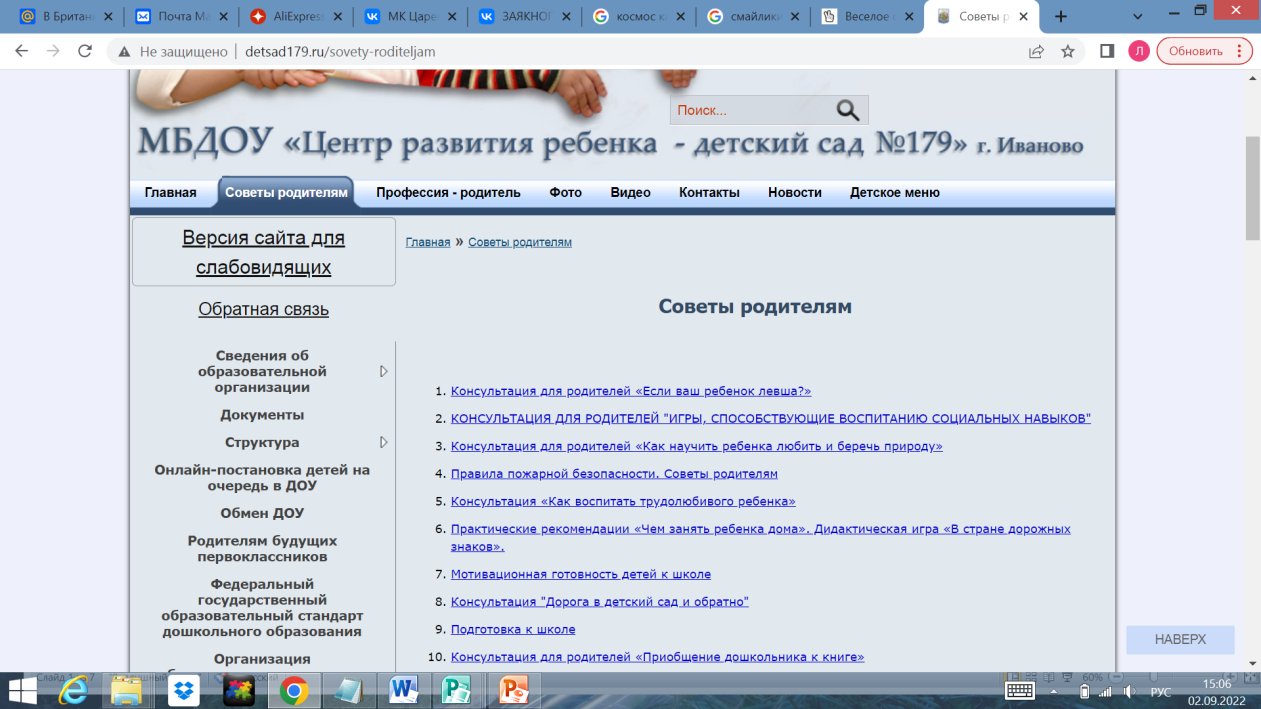 В Британ
Почта Ма
AliExpres
МК Царе
ЗАЯКНО
космос к
смайлики
Веселое
Советы р
Не защищено
detsad179.ru/sovety-roditeljam
Л
Обновить
Поиск...
МБДОУ «Центр развития ребенка - детский сад №179» г. Иваново
Главная
Советы родителям
Профессия - родитель
Фото
Видео
Контакты
Новости
Детское меню
Версия сайта для
слабовидящих
Обратная связь
Сведения об
образовательной
организации
Документы
Структура
Онлайн-постановка детей на
очередь в ДОУ
Обмен ДОУ
Родителям будущих
первоклассников
Федеральный
государственный
образовательный стандарт
дошкольного образования
Организация
Главная » Советы родителям
Советы родителям
1. Консультация для родителей «Если ваш ребенок левша?»
2. КОНСУЛЬТАЦИЯ ДЛЯ РОДИТЕЛЕЙ "ИГРЫ, СПОСОБСТВУЮЩИЕ ВОСПИТАНИЮ СОЦИАЛЬНЫХ НАВЫКОВ"
3. Консультация для родителей «Как научить ребенка любить и беречь природу»
4. Правила пожарной безопасности. Советы родителям
5. Консультация «Как воспитать трудолюбивого ребенка»
6. Практические рекомендации «Чем занять ребенка дома». Дидактическая игра «В стране дорожных
знаков».
7. Мотивационная готовность детей к школе
8. Консультация "Дорога в детский сад и обратно"
9. Подготовка к школе
10. Консультация для родителей «Приобщение дошкольника к книге»
НАВЕРХ
60%
РУС
15:06
02.09.2022